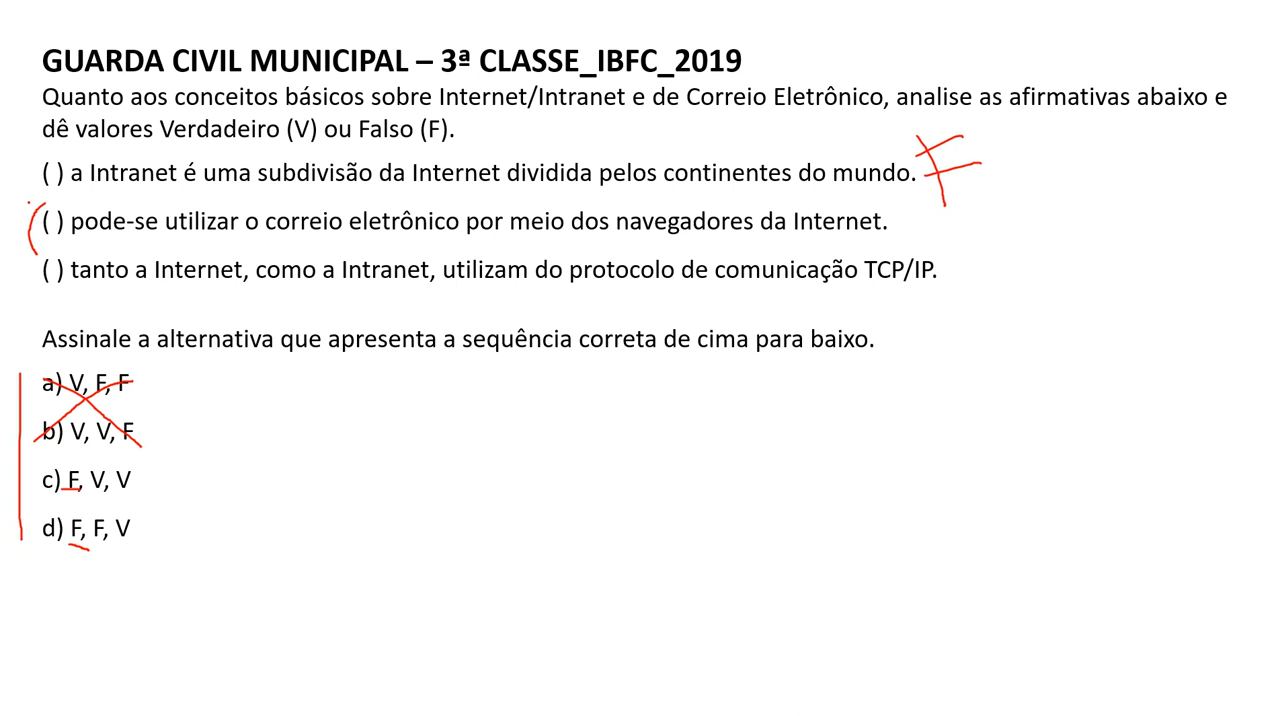 GUARDA CIVIL MUNICIPAL – 3ª CLASSE_IBFC_2019
Quanto aos conceitos básicos sobre Internet/Intranet e de Correio Eletrônico, analise as afirmativas abaixo e
dê valores Verdadeiro (V) ou Falso (F).
( ) a Intranet é uma subdivisão da Internet dividida pelos continentes do mundo. F
( ) pode-se utilizar o correio eletrônico por meio dos navegadores da Internet.
( ) tanto a Internet, como a Intranet, utilizam do protocolo de comunicação TCP/IP.
Assinale a alternativa que apresenta a sequência correta de cima para baixo.
a) V, F, F
b) V, V, F
c) F, V, V
d) F, F, V